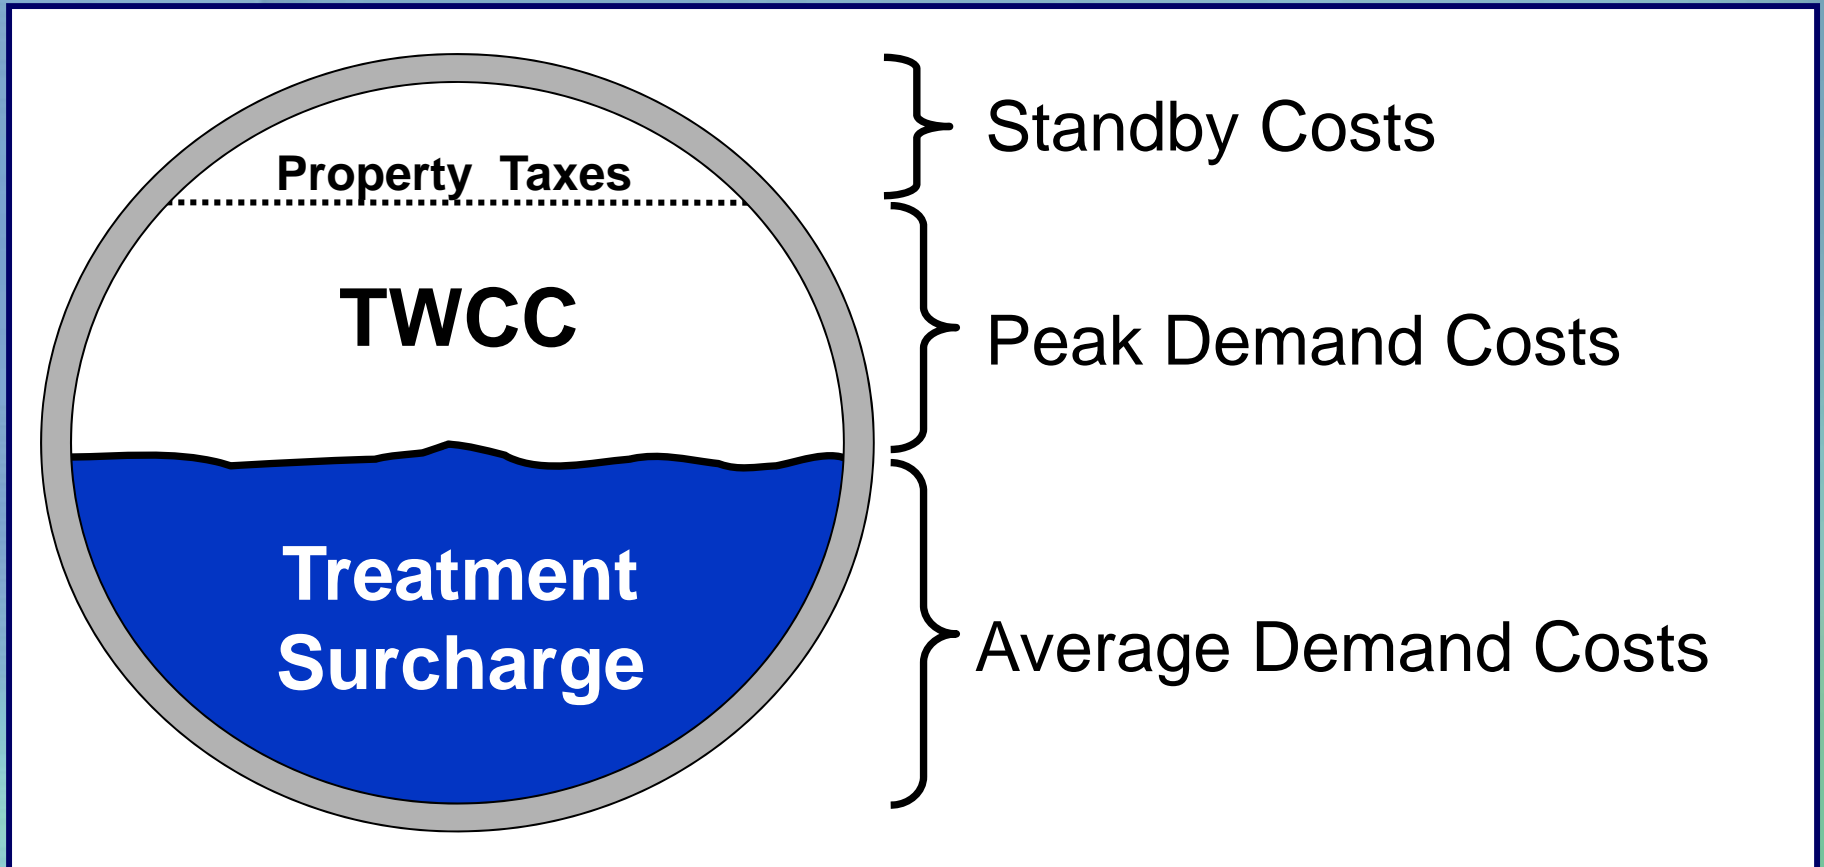 Standby Costs
Property Taxes
TWCC
Peak Demand Costs
Treatment
Surcharge
Average Demand Costs